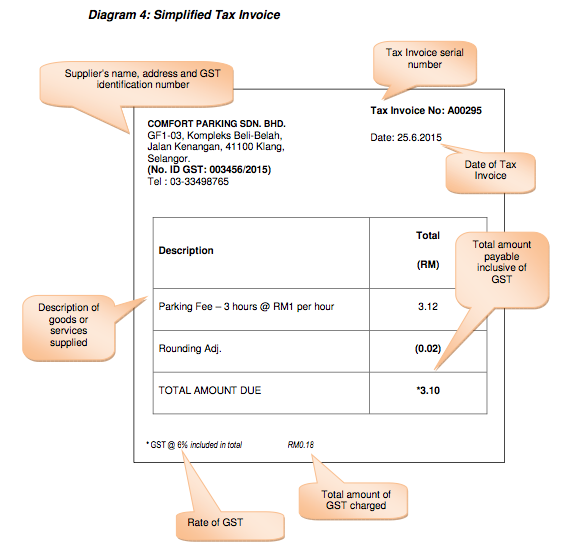 Diagram 4: Simplified Tax Invoice
Tax Invoice serial
number
Supplier's name, address and GST
identification number
Tax Invoice No: A00295
COMFORT PARKING SDN. BHD.
GF1-03, Kompleks Beli-Belah,
Jalan Kenangan, 41100 Klang,
Selangor.
(No. ID GST: 003456/2015)
Tel : 03-33498765
Date: 25.6.2015
Date of Tax
Invoice
Description
Total
(RM)
Total amount
payable
inclusive of
GST
Description of
goods or
services
supplied
Parking Fee – 3 hours @ RM1 per hour
3.12
Rounding Adj.
(0.02)
TOTAL AMOUNT DUE
*3.10
* GST @ 6% included in total
RM0.18
Total amount of
GST charged
Rate of GST